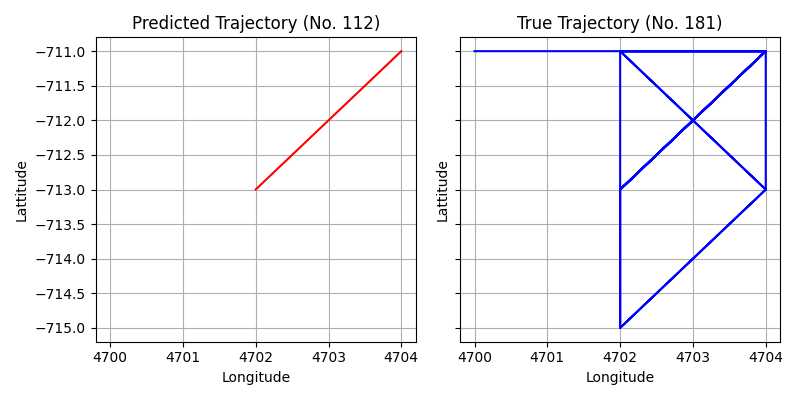 Predicted Trajectory (No. 112)
Lattitude
−711.0
−711.5
−712.0
−712.5
−713.0
−713.5
−714.0
−714.5
−715.0
4700 4701 4702 4703 4704
Longitude
True Trajectory (No. 181)
Lattitude
4700 4701 4702 4703 4704
Longitude